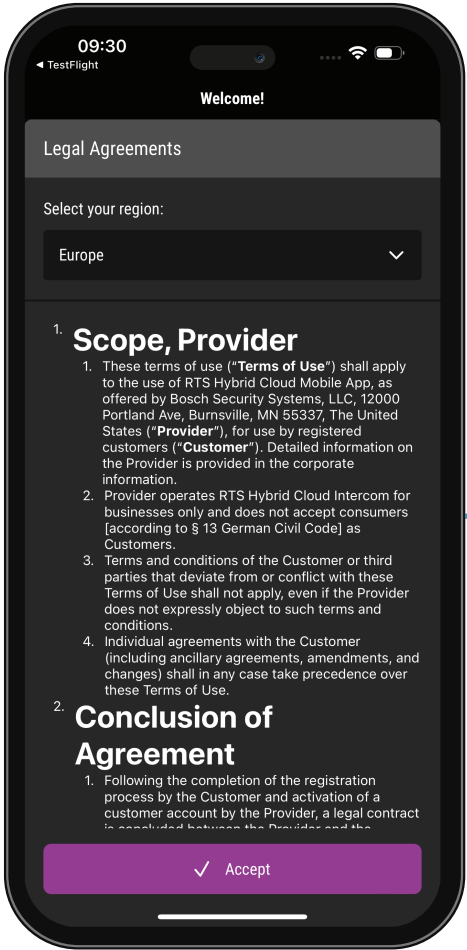 09:30
◀ TestFlight
Welcome!
Legal Agreements
Select your region:
Europe
1. Scope, Provider
1. These terms of use (“Terms of Use”) shall apply
to the use of RTS Hybrid Cloud Mobile App, as
offered by Bosch Security Systems, LLC, 12000
Portland Ave, Burnsville, MN 55337, The United
States (“Provider”), for use by registered
customers (“Customer”). Detailed information on
the Provider is provided in the corporate
information.
2. Provider operates RTS Hybrid Cloud Intercom for
businesses only and does not accept consumers
[according to § 13 German Civil Code] as
Customers.
3. Terms and conditions of the Customer or third
parties that deviate from or conflict with these
Terms of Use shall not apply, even if the Provider
does not expressly object to such terms and
conditions.
4. Individual agreements with the Customer
(including ancillary agreements, amendments, and
changes) shall in any case take precedence over
these Terms of Use.
2. Conclusion of
Agreement
1. Following the completion of the registration
process by the Customer and activation of a
customer account by the Provider, a legal contract
is concluded between the Provider and the
Accept